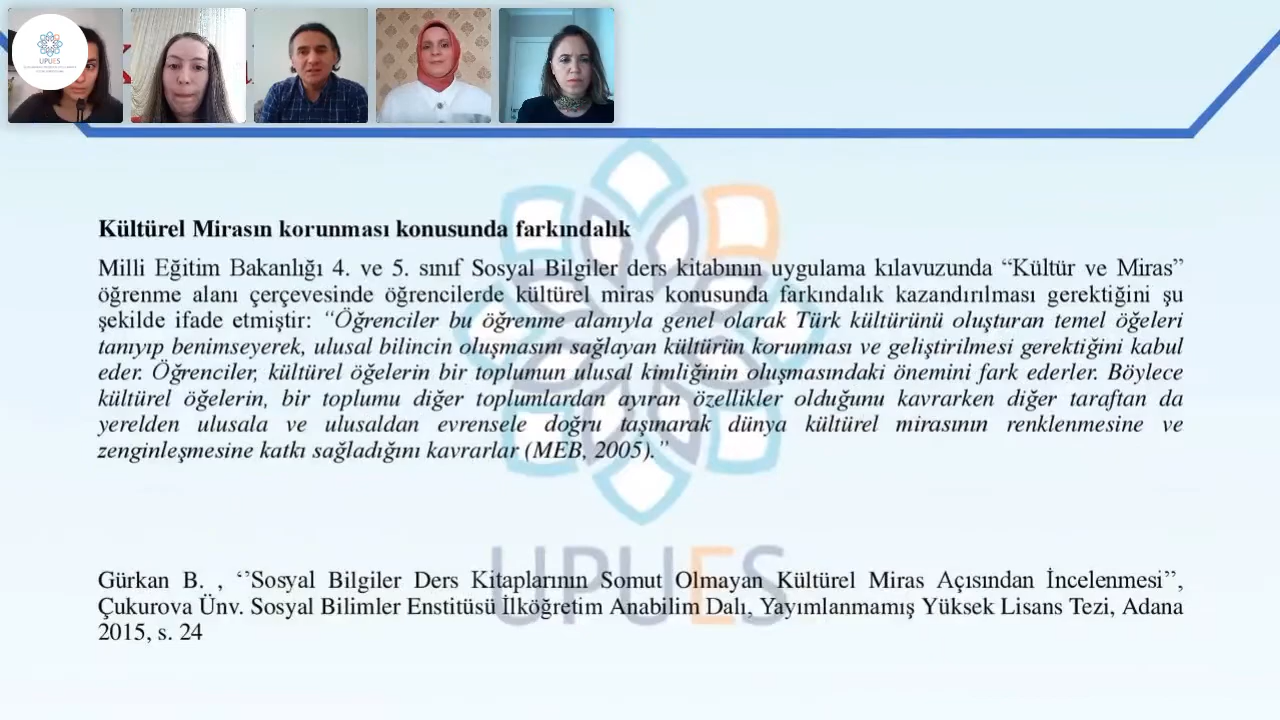 UPUES
Kültürel Mirasın korunması konusunda farkındalık
Milli Eğitim Bakanlığı 4. ve 5. sınıf Sosyal Bilgiler ders kitabının uygulama kılavuzunda “Kültür ve Miras”
öğrenme alanı çerçevesinde öğrencilerde kültürel miras konusunda farkındalık kazandırılması gerektiğini şu
şekilde ifade etmiştir: “Öğrenciler bu öğrenme alanıyla genel olarak Türk kültürünü oluşturan temel öğeleri
tanıyıp benimseyerek, ulusal bilincin oluşmasını sağlayan kültürün korunması ve geliştirilmesi gerektiğini kabul
eder. Öğrenciler, kültürel öğelerin bir toplumun ulusal kimliğinin oluşmasındaki önemini fark ederler. Böylece
kültürel öğelerin, bir toplumu diğer toplumlardan ayıran özellikler olduğunu kavrarken diğer taraftan da
yerelden ulusala ve ulusaldan evrensele doğru taşınarak dünya kültürel mirasının renklenmesine ve
zenginleşmesine katkı sağladığını kavrarlar (MEB, 2005).”
UPUES
Gürkan B. , ‘’Sosyal Bilgiler Ders Kitaplarının Somut Olmayan Kültürel Miras Açısından İncelenmesi’’,
Çukurova Ünv. Sosyal Bilimler Enstitüsü İlköğretim Anabilim Dalı, Yayımlanmamış Yüksek Lisans Tezi, Adana
2015, s. 24